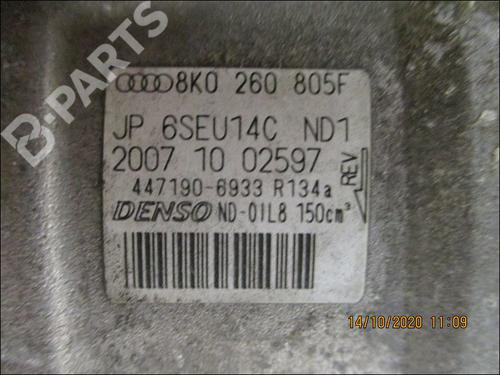 B-PARTS
8K0 260 805F
JP 6SEU14C ND1
2007 10 02597
REV
447190-6933 R134a
DENSO ND-OIL8 150cm³
14/10/2020 11:09